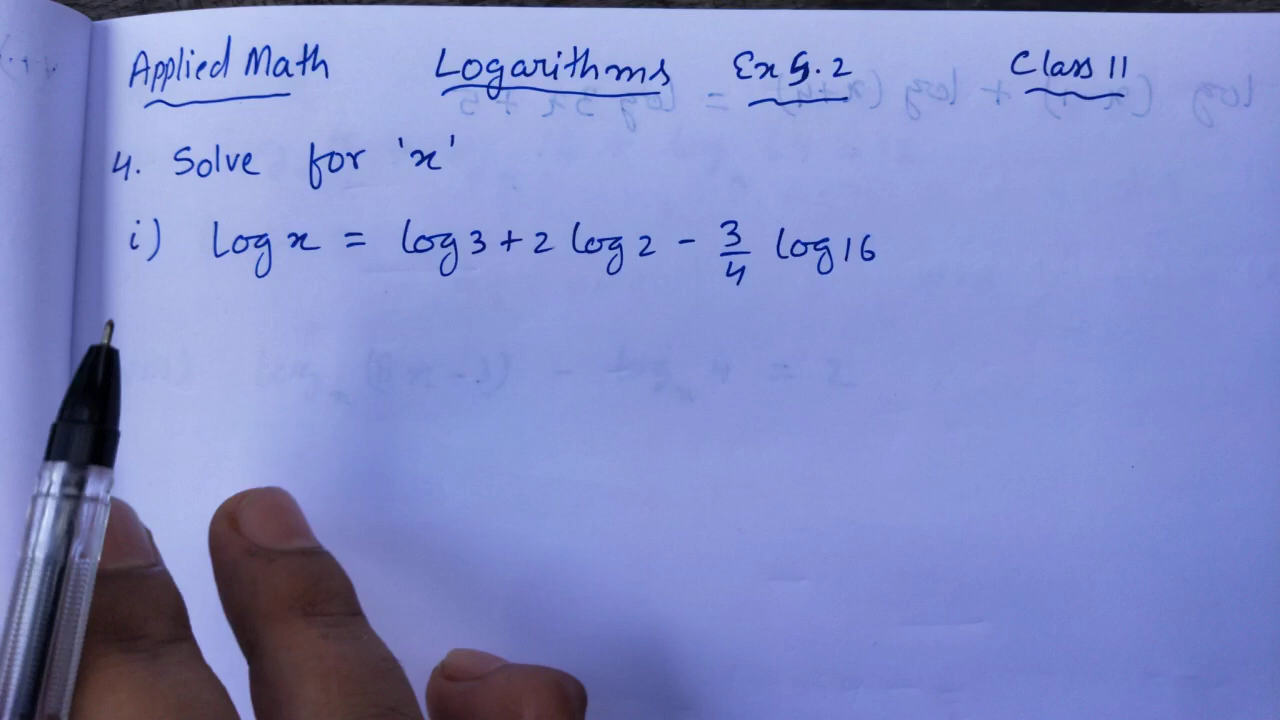 Applied Math Logarithms Ex 5.2 Class 11
4. Solve for 'x'
i) log x = log 3 + 2 log 2 - 3/4 log 16